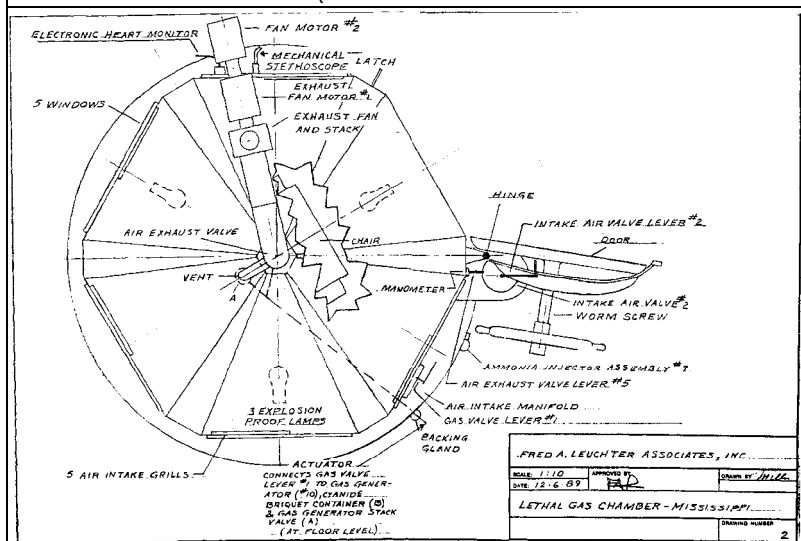 FAN MOTOR #2
ELECTRONIC HEART MONITOR
MECHANICAL
STETHOSCOPE
LATCH
EXHAUST
FAN MOTOR #1
5 WINDOWS
EXHAUST FAN
AND STACK
HINGE
INTAKE AIR VALVE LEVER #2
DOOR
AIR EXHAUST VALVE
CHAIR
VENT
A
MANOMETER
INTAKE AIR VALVE #2
WORM SCREW
AMMONIA INJECTOR ASSEMBLY
AIR EXHAUST VALVE LEVER #5
3 EXPLOSION
PROOF LAMPS
AIR INTAKE MANIFOLD
GAS VALVE LEVER #1
PACKING
GLAND
5 AIR INTAKE GRILLS
ACTUATOR
CONNECTS GAS VALVE
LEVER #1 TO GAS GENER-
ATOR (#10), CYANIDE
BRIQUET CONTAINER (B)
& GAS GENERATOR STACK
VALVE (A)
(AT FLOOR LEVEL)
FRED A. LEUCHTER ASSOCIATES, INC.
SCALE: 1:10
APPROVED BY
DRAWN BY
DATE: 12-6-89
LETHAL GAS CHAMBER - MISSISSIPPI
DRAWING NUMBER
2